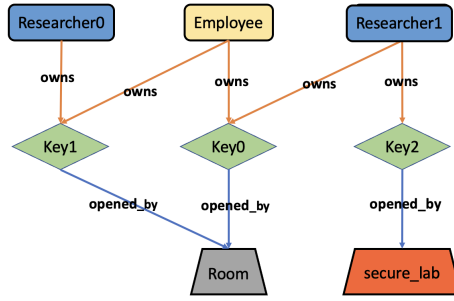 Researcher0
Employee
Researcher1
owns
owns
owns
owns
owns
Key1
Key0
Key2
opened_by
opened_by
opened_by
Room
secure_lab